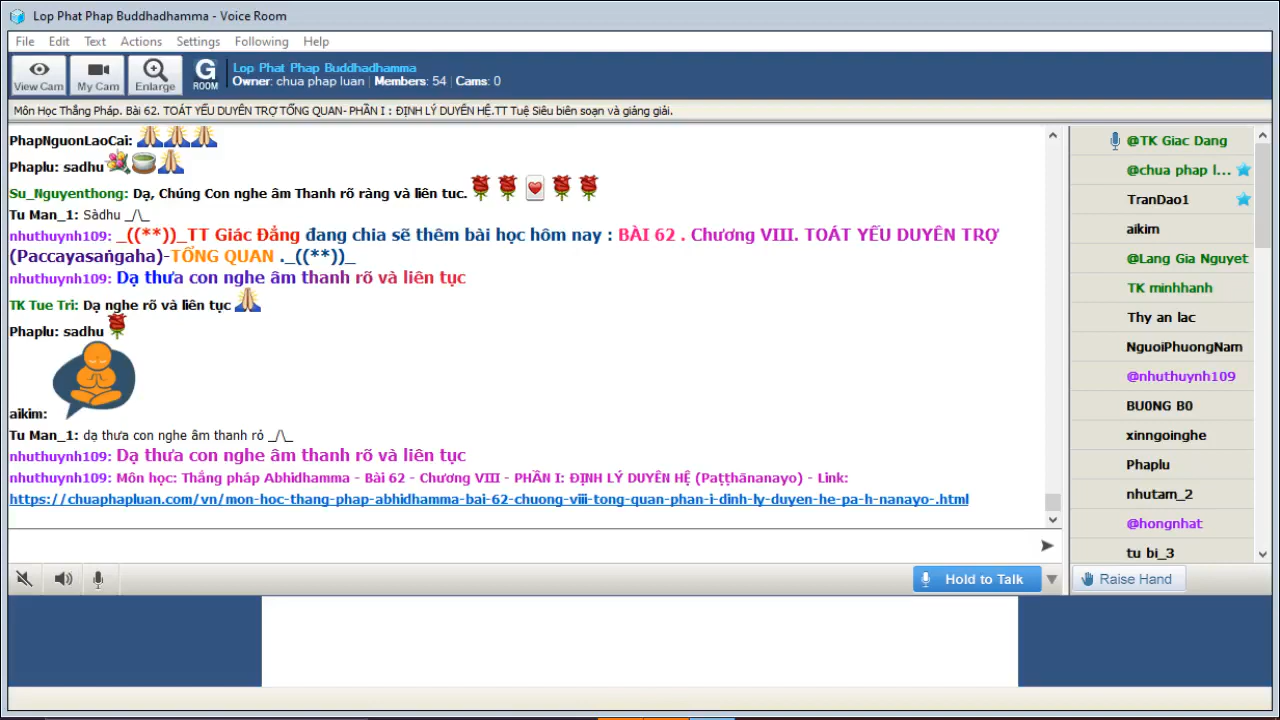 Lop Phat Phap Buddhadhamma - Voice Room
File Edit Text Actions Settings Following Help
View Cam My Cam Enlarge G ROOM
Lop Phat Phap Buddhadhamma
Owner: chua phap luan | Members: 54 | Cams: 0
Môn Học Thắng Pháp. Bài 62. TOÁT YẾU DUYÊN TRỢ TỔNG QUAN- PHẦN I : ĐỊNH LÝ DUYÊN HỆ.TT Tuệ Siêu biên soạn và giảng giải.
PhapNguonLaoCai:
Phaplu: sadhu
Su_Nguyenthong: Dạ, Chúng Con nghe âm Thanh rõ ràng và liên tuc.
Tu Man_1: Sàdhu _/\_
nhuthuynh109: _((**))_TT Giác Đẳng đang chia sẽ thêm bài học hôm nay : BÀI 62 . Chương VIII. TOÁT YẾU DUYÊN TRỢ
(Paccayasaṅgaha)-TỔNG QUAN ._((**))_
nhuthuynh109: Dạ thưa con nghe âm thanh rõ và liên tục
TK Tue Tri: Dạ nghe rõ và liên tục
Phaplu: sadhu
aikim:
Tu Man_1: dạ thưa con nghe âm thanh rỏ _/\_
nhuthuynh109: Dạ thưa con nghe âm thanh rõ và liên tục
nhuthuynh109: Môn học: Thắng pháp Abhidhamma - Bài 62 - Chương VIII - PHẦN I: ĐỊNH LÝ DUYÊN HỆ (Paṭṭhānanayo) - Link:
https://chuaphapluan.com/vn/mon-hoc-thang-phap-abhidhamma-bai-62-chuong-viii-tong-quan-phan-i-dinh-ly-duyen-he-pa-h-nanayo-.html
@TK Giac Dang
@chua phap l...
TranDao1
aikim
@Lang Gia Nguyet
TK minhhanh
Thy an lac
NguoiPhuongNam
@nhuthuynh109
BU0NG B0
xinngoinghe
Phaplu
nhutam_2
@hongnhat
tu bi_3
Hold to Talk
Raise Hand